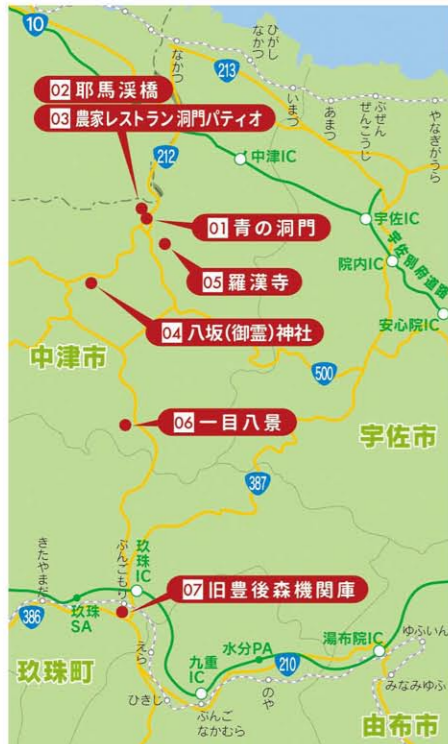 10
なかつ
ひがしなかつ
213
いまつ
あまつ
ぶぜんぜんこうじ
やなぎがうら
02 耶馬渓橋
03 農家レストラン 洞門パティオ
212
中津IC
01 青の洞門
宇佐IC
院内IC
宇佐別府道路
05 羅漢寺
安心院IC
04 八坂(御霊)神社
中津市
500
06 一目八景
宇佐市
387
きたやまだ
ぶんごもり
玖珠IC
07 旧豊後森機関庫
386
玖珠SA
えら
玖珠町
ひきじ
九重IC
水分PA
210
湯布院IC
ゆふいん
のや
みなみゆふ
ぶんごなかむら
由布市